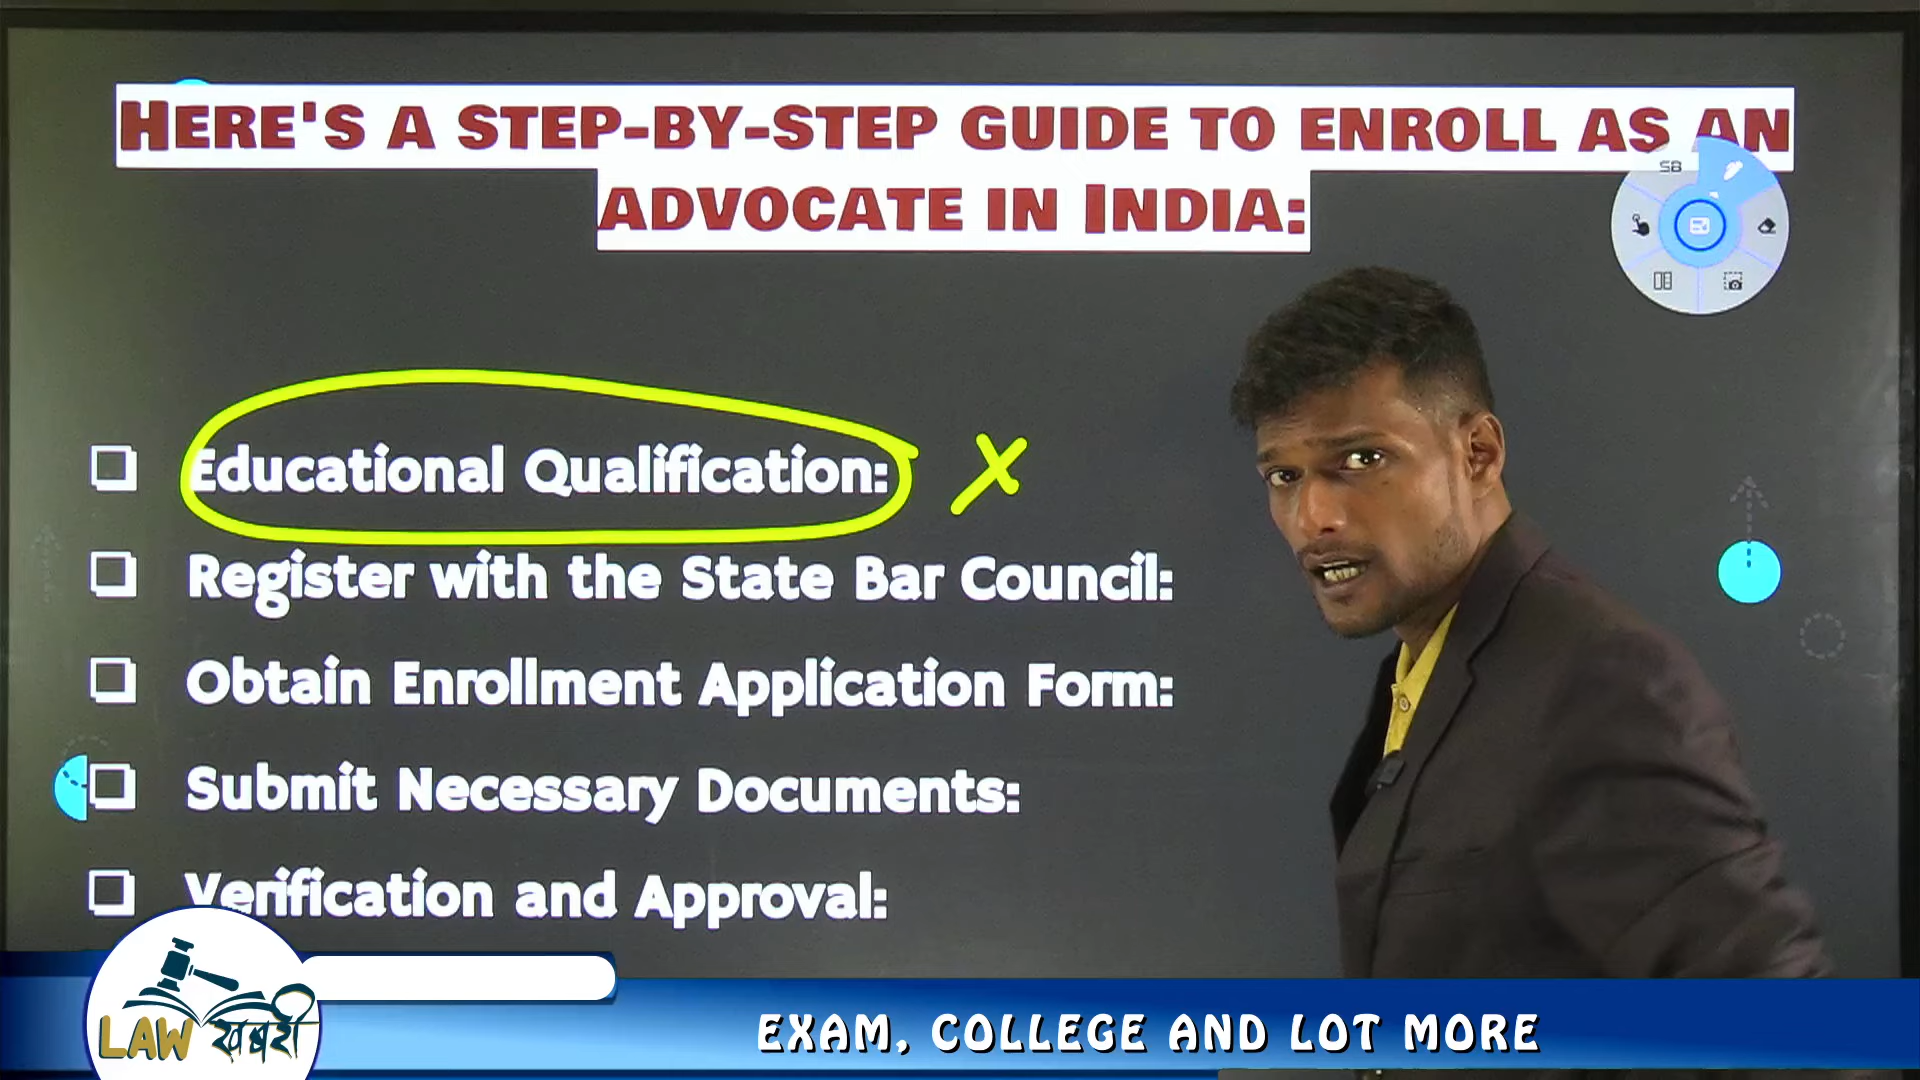 HERE'S A STEP-BY-STEP GUIDE TO ENROLL AS AN
ADVOCATE IN INDIA:
SB
Educational Qualification: X
Register with the State Bar Council:
Obtain Enrollment Application Form:
Submit Necessary Documents:
Verification and Approval:
LAW खबरी
EXAM, COLLEGE AND LOT MORE